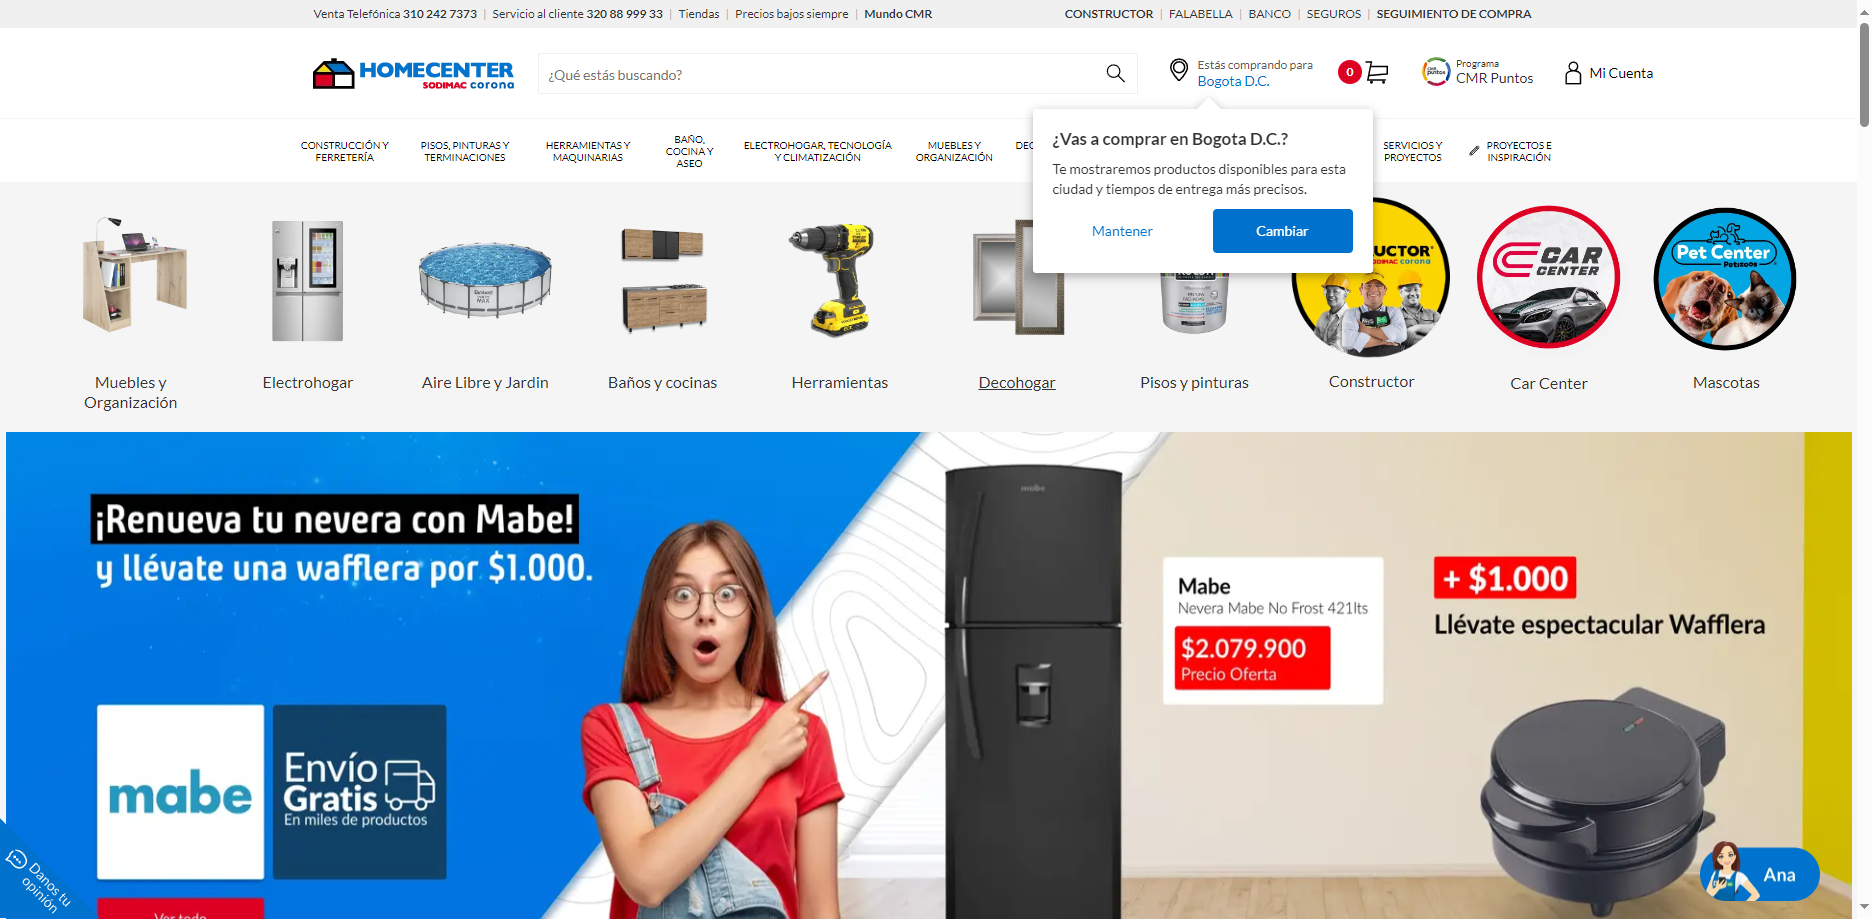 Venta Telefónica 310 242 7373 | Servicio al cliente 320 88 999 33 | Tiendas | Precios bajos siempre | Mundo CMR
CONSTRUCTOR | FALABELLA | BANCO | SEGUROS | SEGUIMIENTO DE COMPRA
HOMECENTER
SODIMAC corona
¿Qué estás buscando?
Estás comprando para
Bogota D.C.
0
CMR puntos
Programa
CMR Puntos
Mi Cuenta
CONSTRUCCIÓN Y
FERRETERÍA
PISOS, PINTURAS Y
TERMINACIONES
HERRAMIENTAS Y
MAQUINARIAS
BAÑO,
COCINA Y
ASEO
ELECTROHOGAR, TECNOLOGÍA
Y CLIMATIZACIÓN
MUEBLES Y
ORGANIZACIÓN
SERVICIOS Y
PROYECTOS
PROYECTOS E
INSPIRACIÓN
¿Vas a comprar en Bogota D.C.?
Te mostraremos productos disponibles para esta
ciudad y tiempos de entrega más precisos.
Mantener
Cambiar
UCTOR
SODIMAC corona
CAR
CENTER
Pet Center
Petizoos
Muebles y
Organización
Electrohogar
Aire Libre y Jardin
Baños y cocinas
Herramientas
Decohogar
Pisos y pinturas
Constructor
Car Center
Mascotas
¡Renueva tu nevera con Mabe!
y llévate una wafflera por $1.000.
mabe
Mabe
Nevera Mabe No Frost 421lts
$2.079.900
Precio Oferta
+ $1.000
Llévate espectacular Wafflera
mabe
Envío
Gratis
En miles de productos
Ver todo
Danos tu
opinión
Ana